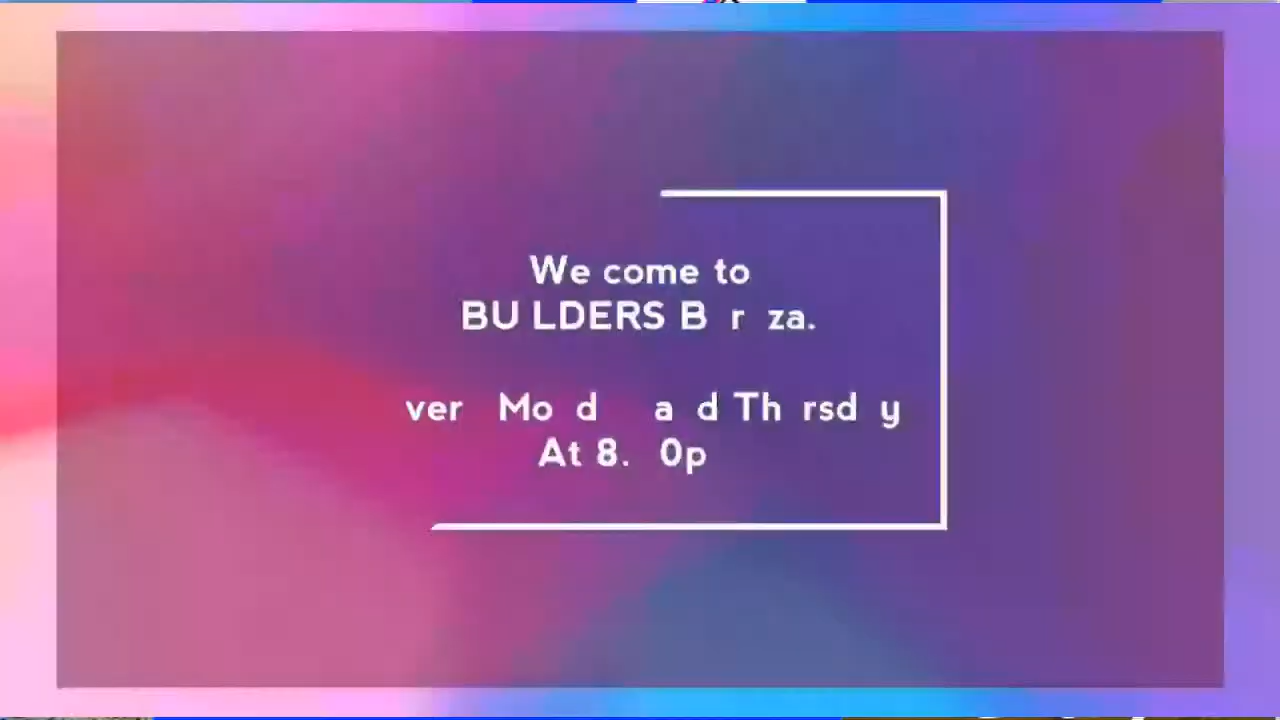 We come to
BU LDERS B r za.
ver Mo d a d Th rsd y
At 8. 0p